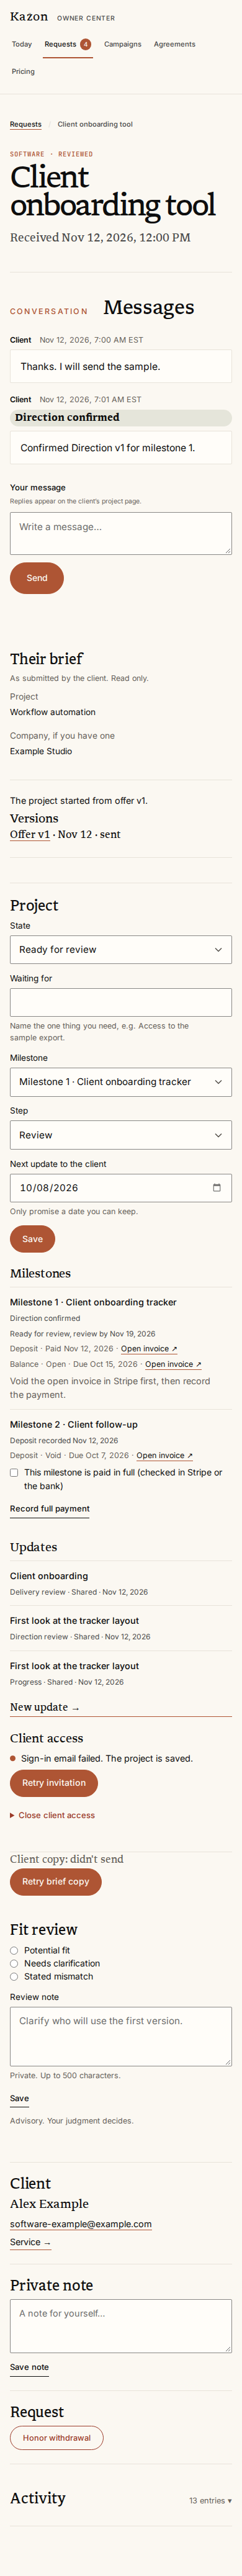 Kazon OWNER CENTER
Today Requests 4 Campaigns Agreements
Pricing
Requests / Client onboarding tool
SOFTWARE · REVIEWED
Client
onboarding tool
Received Nov 12, 2026, 12:00 PM
CONVERSATION Messages
Client Nov 12, 2026, 7:00 AM EST
Thanks. I will send the sample.
Client Nov 12, 2026, 7:01 AM EST
Direction confirmed
Confirmed Direction v1 for milestone 1.
Your message
Replies appear on the client's project page.
Write a message...
Send
Their brief
As submitted by the client. Read only.
Project
Workflow automation
Company, if you have one
Example Studio
The project started from offer v1.
Versions
Offer v1 · Nov 12 · sent
Project
State
Ready for review
Waiting for
Name the one thing you need, e.g. Access to the
sample export.
Milestone
Milestone 1 · Client onboarding tracker
Step
Review
Next update to the client
10/08/2026
Only promise a date you can keep.
Save
Milestones
Milestone 1 · Client onboarding tracker
Direction confirmed
Ready for review, review by Nov 19, 2026
Deposit · Paid Nov 12, 2026 · Open invoice ↗
Balance · Open · Due Oct 15, 2026 · Open invoice ↗
Void the open invoice in Stripe first, then record
the payment.
Milestone 2 · Client follow-up
Deposit recorded Nov 12, 2026
Deposit · Void · Due Oct 7, 2026 · Open invoice ↗
This milestone is paid in full (checked in Stripe or
the bank)
Record full payment
Updates
Client onboarding
Delivery review · Shared · Nov 12, 2026
First look at the tracker layout
Direction review · Shared · Nov 12, 2026
First look at the tracker layout
Progress · Shared · Nov 12, 2026
New update →
Client access
Sign-in email failed. The project is saved.
Retry invitation
▶ Close client access
Client copy: didn't send
Retry brief copy
Fit review
Potential fit
Needs clarification
Stated mismatch
Review note
Clarify who will use the first version.
Private. Up to 500 characters.
Save
Advisory. Your judgment decides.
Client
Alex Example
software-example@example.com
Service →
Private note
A note for yourself...
Save note
Request
Honor withdrawal
Activity 13 entries ▾